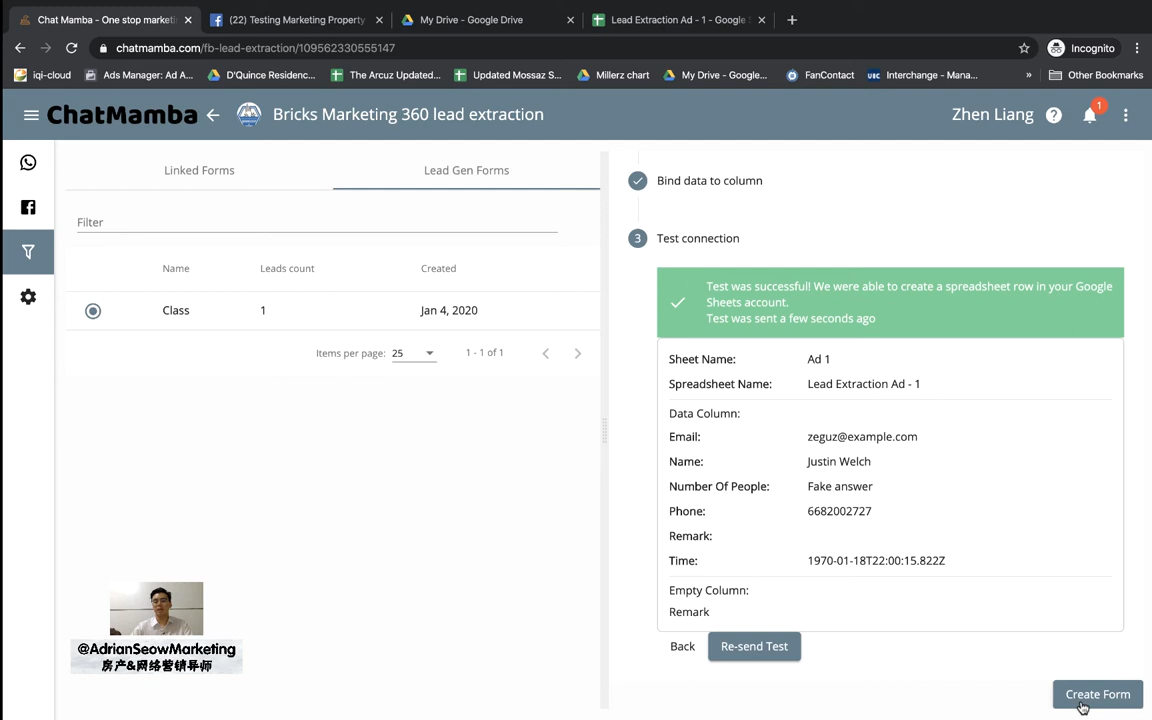 Chat Mamba - One stop marketi
(22) Testing Marketing Property
My Drive - Google Drive
Lead Extraction Ad - 1 - Google S
chatmamba.com/fb-lead-extraction/109562330555147
Incognito
iqi-cloud
Ads Manager: Ad A...
D'Quince Residenc...
The Arcuz Updated...
Updated Mossaz S...
Millerz chart
My Drive - Google...
FanContact
UBC
Interchange - Mana...
»
Other Bookmarks
ChatMamba
Bricks Marketing 360 lead extraction
Zhen Liang
1
Linked Forms
Lead Gen Forms
Filter
Name
Leads count
Created
Class
1
Jan 4, 2020
Items per page:
25
1 - 1 of 1
Bind data to column
3
Test connection
Test was successful! We were able to create a spreadsheet row in your Google
Sheets account.
Test was sent a few seconds ago
Sheet Name:
Ad 1
Spreadsheet Name:
Lead Extraction Ad - 1
Data Column:
Email:
zeguz@example.com
Name:
Justin Welch
Number Of People:
Fake answer
Phone:
6682002727
Remark:
Time:
1970-01-18T22:00:15.822Z
Empty Column:
Remark
Back
Re-send Test
Create Form
@AdrianSeowMarketing
房产&网络营销导师